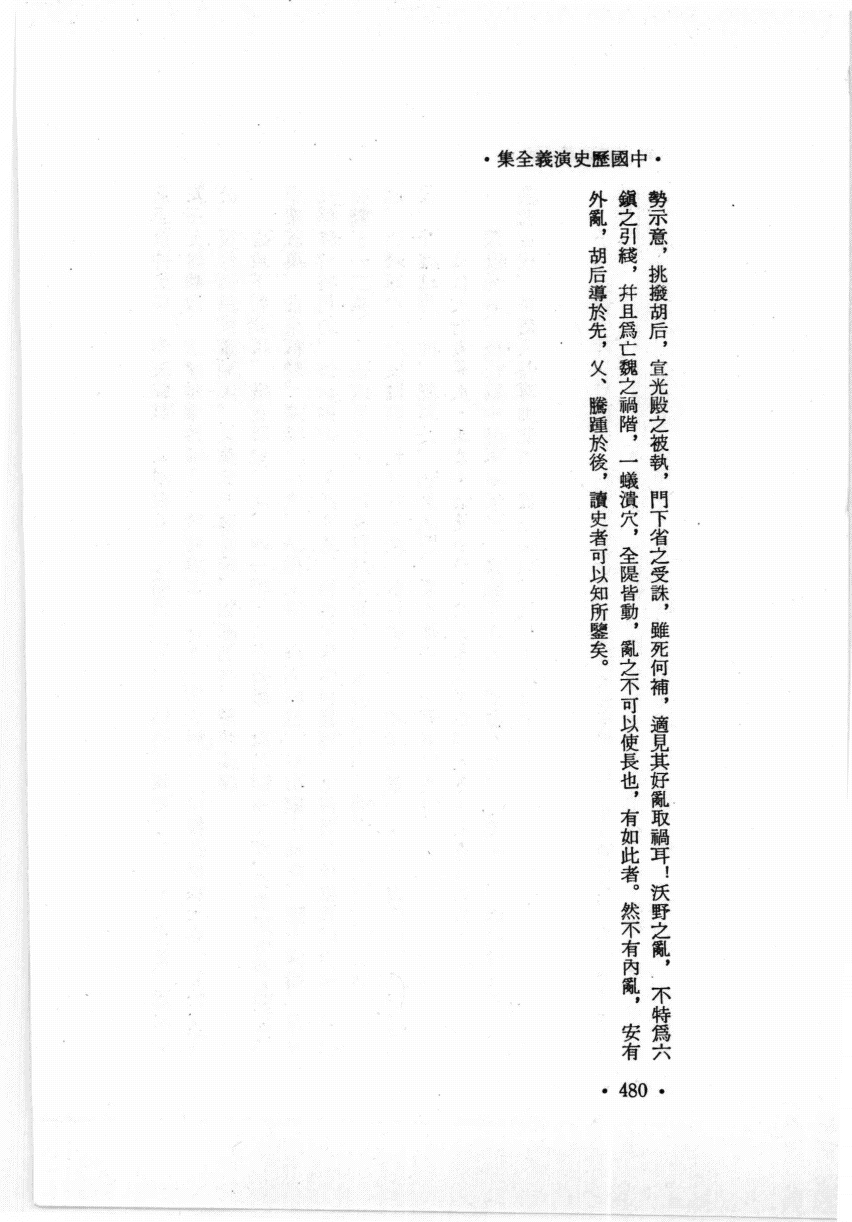 ·中國歷史演義全集·
勢示意，挑撥胡后，宣光殿之被執，門下省之受誅，雖死何補，適見其好亂取禍耳！沃野之亂，不特爲六
鎭之引綫，幷且爲亡魏之禍階，一蟻潰穴，全隄皆動，亂之不可以使長也，有如此者。然不有內亂，安有
外亂，胡后導於先，乂、騰踵於後，讀史者可以知所鑒矣。
·480·